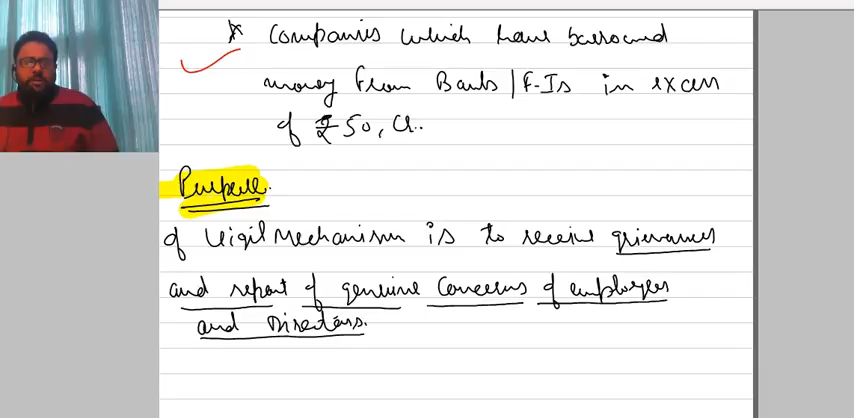 * Companies which have borrowed
money from Banks | F-Is in excess
of ₹ 50, Cr..
Purpose.
of Vigil Mechanism is to receive grievances
and report of genuine Concerns of employees
and Directors.